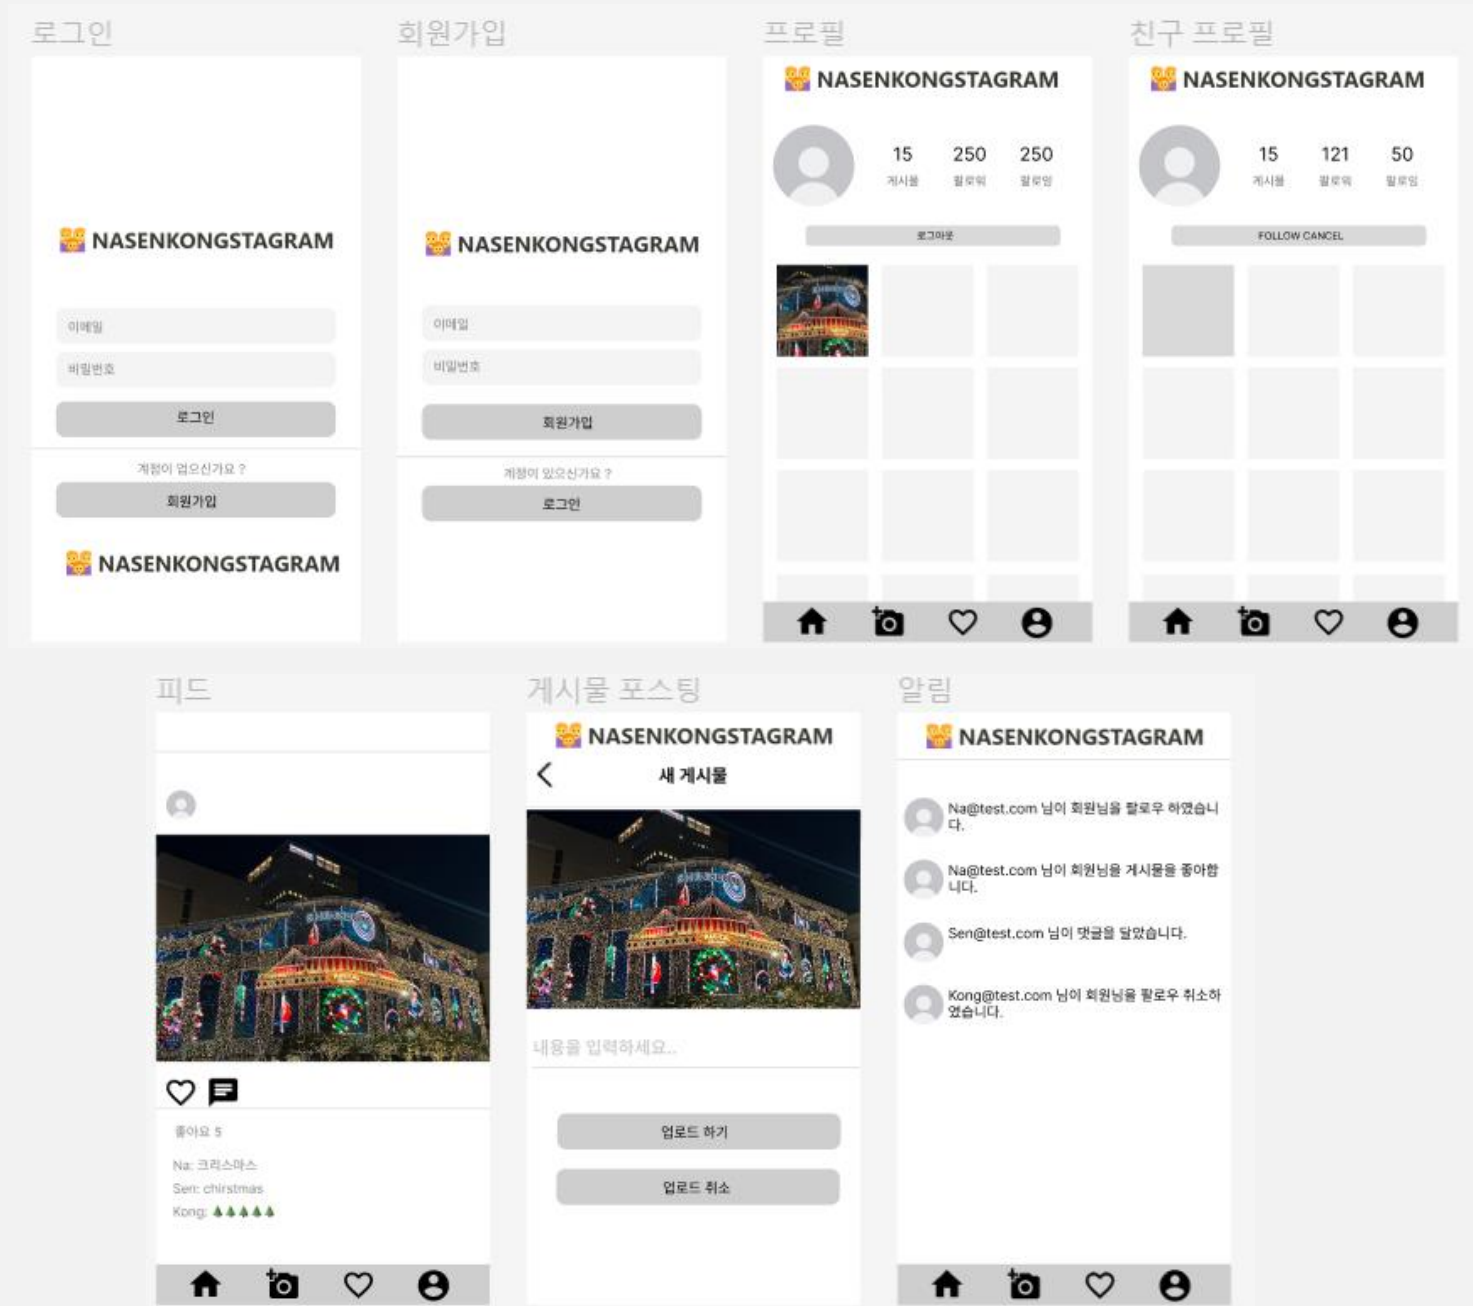 로그인
NASENKONGSTAGRAM
이메일
비밀번호
로그인
계정이 없으신가요 ?
회원가입
NASENKONGSTAGRAM
회원가입
NASENKONGSTAGRAM
이메일
비밀번호
회원가입
계정이 있으신가요 ?
로그인
프로필
NASENKONGSTAGRAM
15 250 250
게시물 팔로워 팔로잉
로그아웃
친구 프로필
NASENKONGSTAGRAM
15 121 50
게시물 팔로워 팔로잉
FOLLOW CANCEL
피드
좋아요 5
Na: 크리스마스
Sen: chirstmas
Kong: 🌲🌲🌲🌲🌲
게시물 포스팅
NASENKONGSTAGRAM
새 게시물
내용을 입력하세요..
업로드 하기
업로드 취소
알림
NASENKONGSTAGRAM
Na@test.com 님이 회원님을 팔로우 하였습니
다.
Na@test.com 님이 회원님을 게시물을 좋아합
니다.
Sen@test.com 님이 댓글을 달았습니다.
Kong@test.com 님이 회원님을 팔로우 취소하
였습니다.